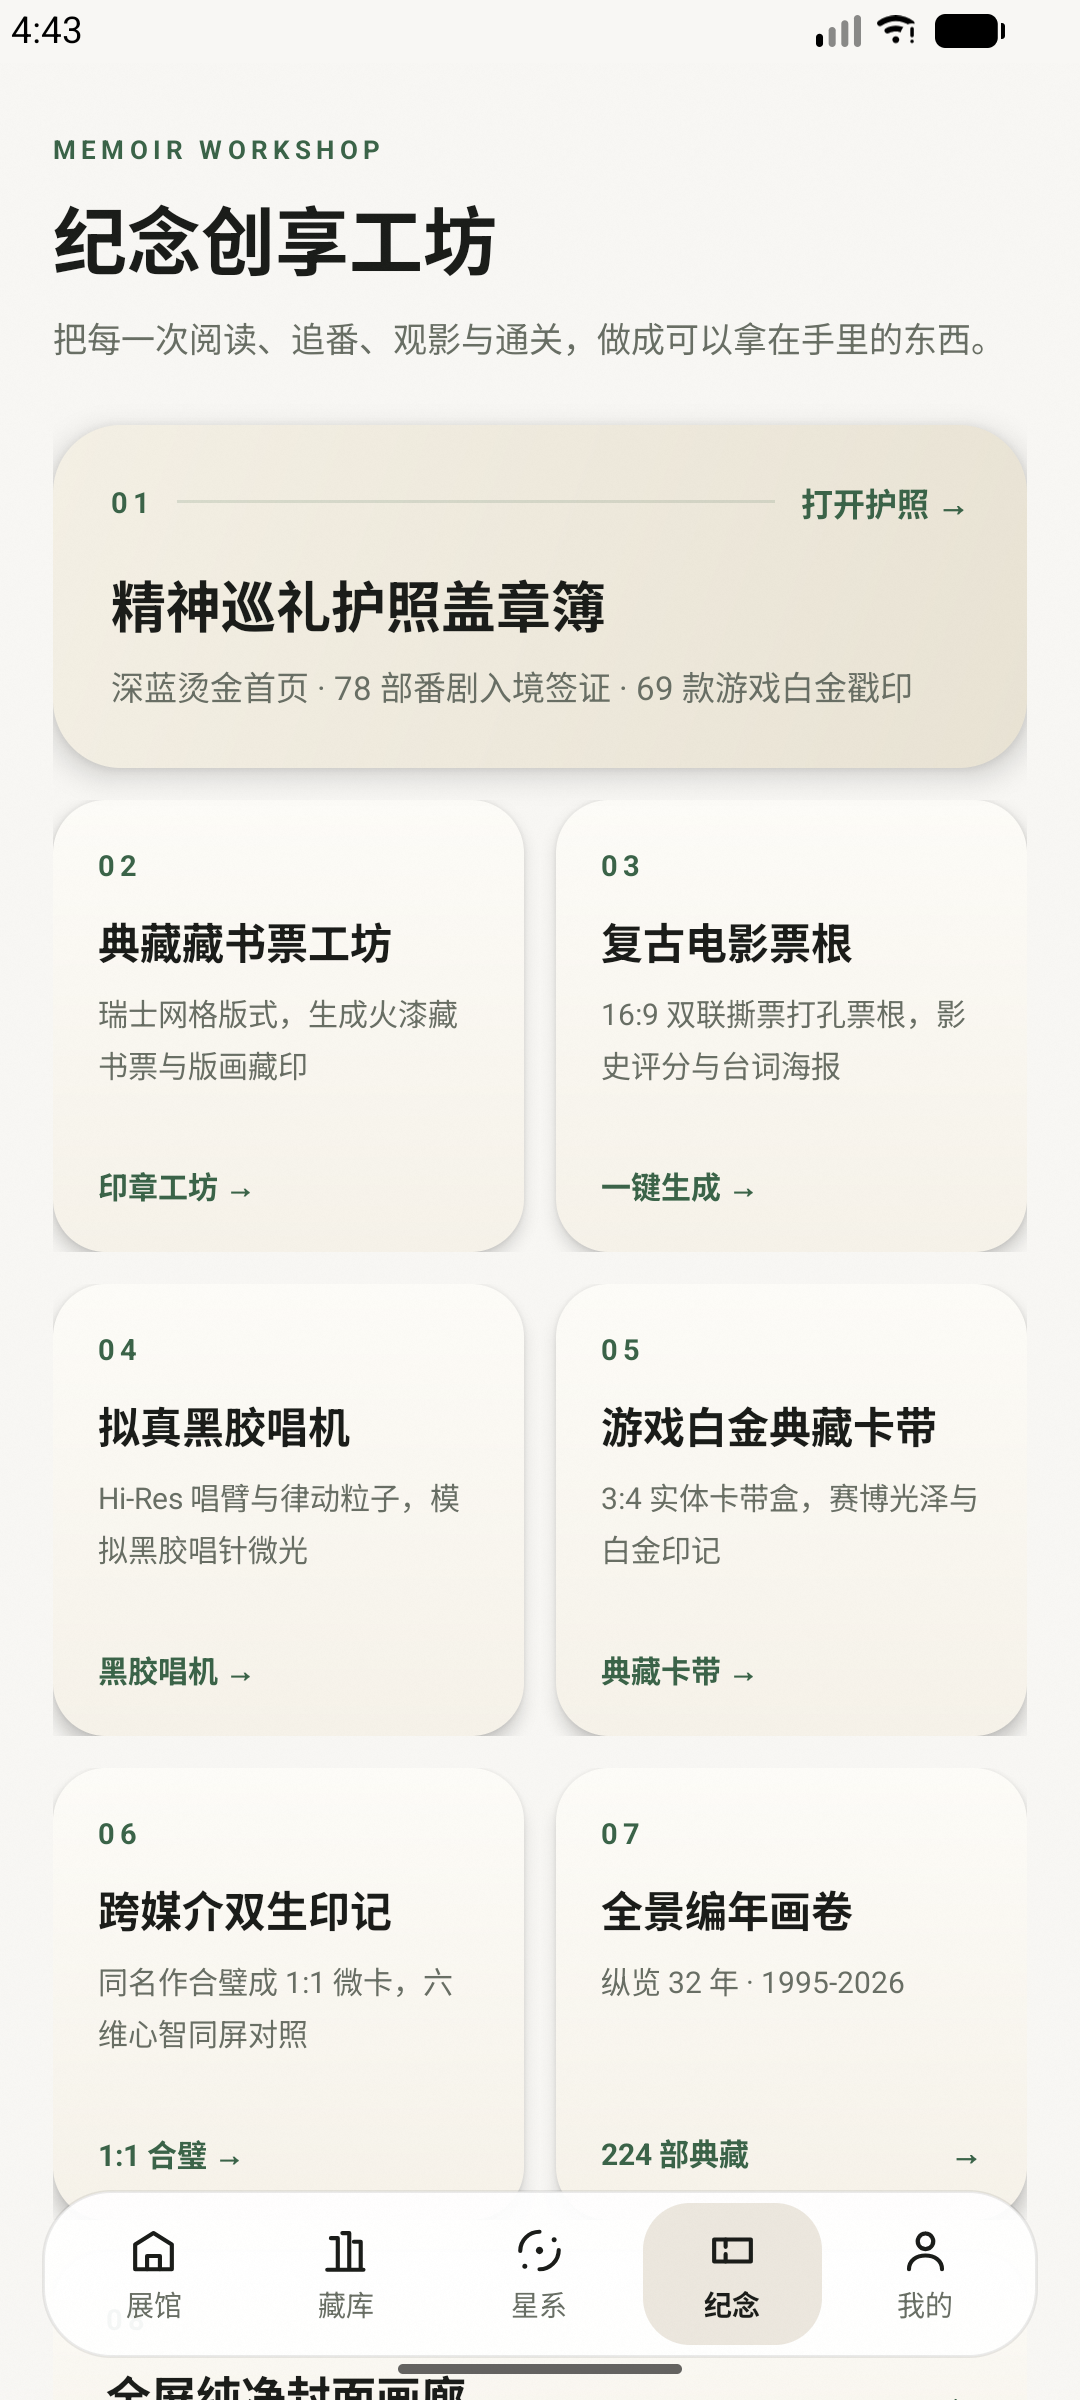 4:43
MEMOIR WORKSHOP
纪念创享工坊
把每一次阅读、追番、观影与通关，做成可以拿在手里的东西。
01
打开护照 →
精神巡礼护照盖章簿
深蓝烫金首页 · 78 部番剧入境签证 · 69 款游戏白金戳印
02
典藏藏书票工坊
瑞士网格版式，生成火漆藏
书票与版画藏印
印章工坊 →
03
复古电影票根
16:9 双联撕票打孔票根，影
史评分与台词海报
一键生成 →
04
拟真黑胶唱机
Hi-Res 唱臂与律动粒子，模
拟黑胶唱针微光
黑胶唱机 →
05
游戏白金典藏卡带
3:4 实体卡带盒，赛博光泽与
白金印记
典藏卡带 →
06
跨媒介双生印记
同名作合璧成 1:1 微卡，六
维心智同屏对照
1:1 合璧 →
07
全景编年画卷
纵览 32 年 · 1995-2026
224 部典藏 →
展馆
藏库
星系
纪念
我的
08
全屏纯净封面画廊